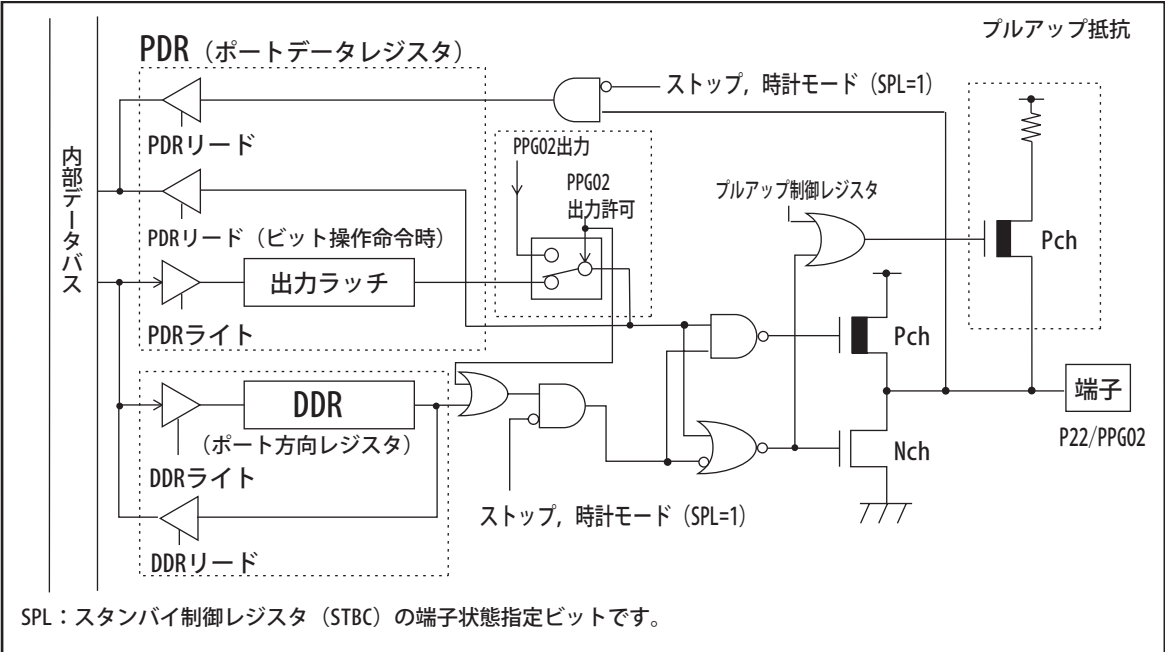 プルアップ抵抗
PDR（ポートデータレジスタ）
ストップ，時計モード（SPL=1）
PDRリード
PPG02出力
PPG02
出力許可
内部データバス
プルアップ制御レジスタ
Pch
PDRリード（ビット操作命令時）
出力ラッチ
PDRライト
Pch
DDR
（ポート方向レジスタ）
端子
P22/PPG02
Nch
DDRライト
ストップ，時計モード（SPL=1）
DDRリード
SPL：スタンバイ制御レジスタ（STBC）の端子状態指定ビットです。